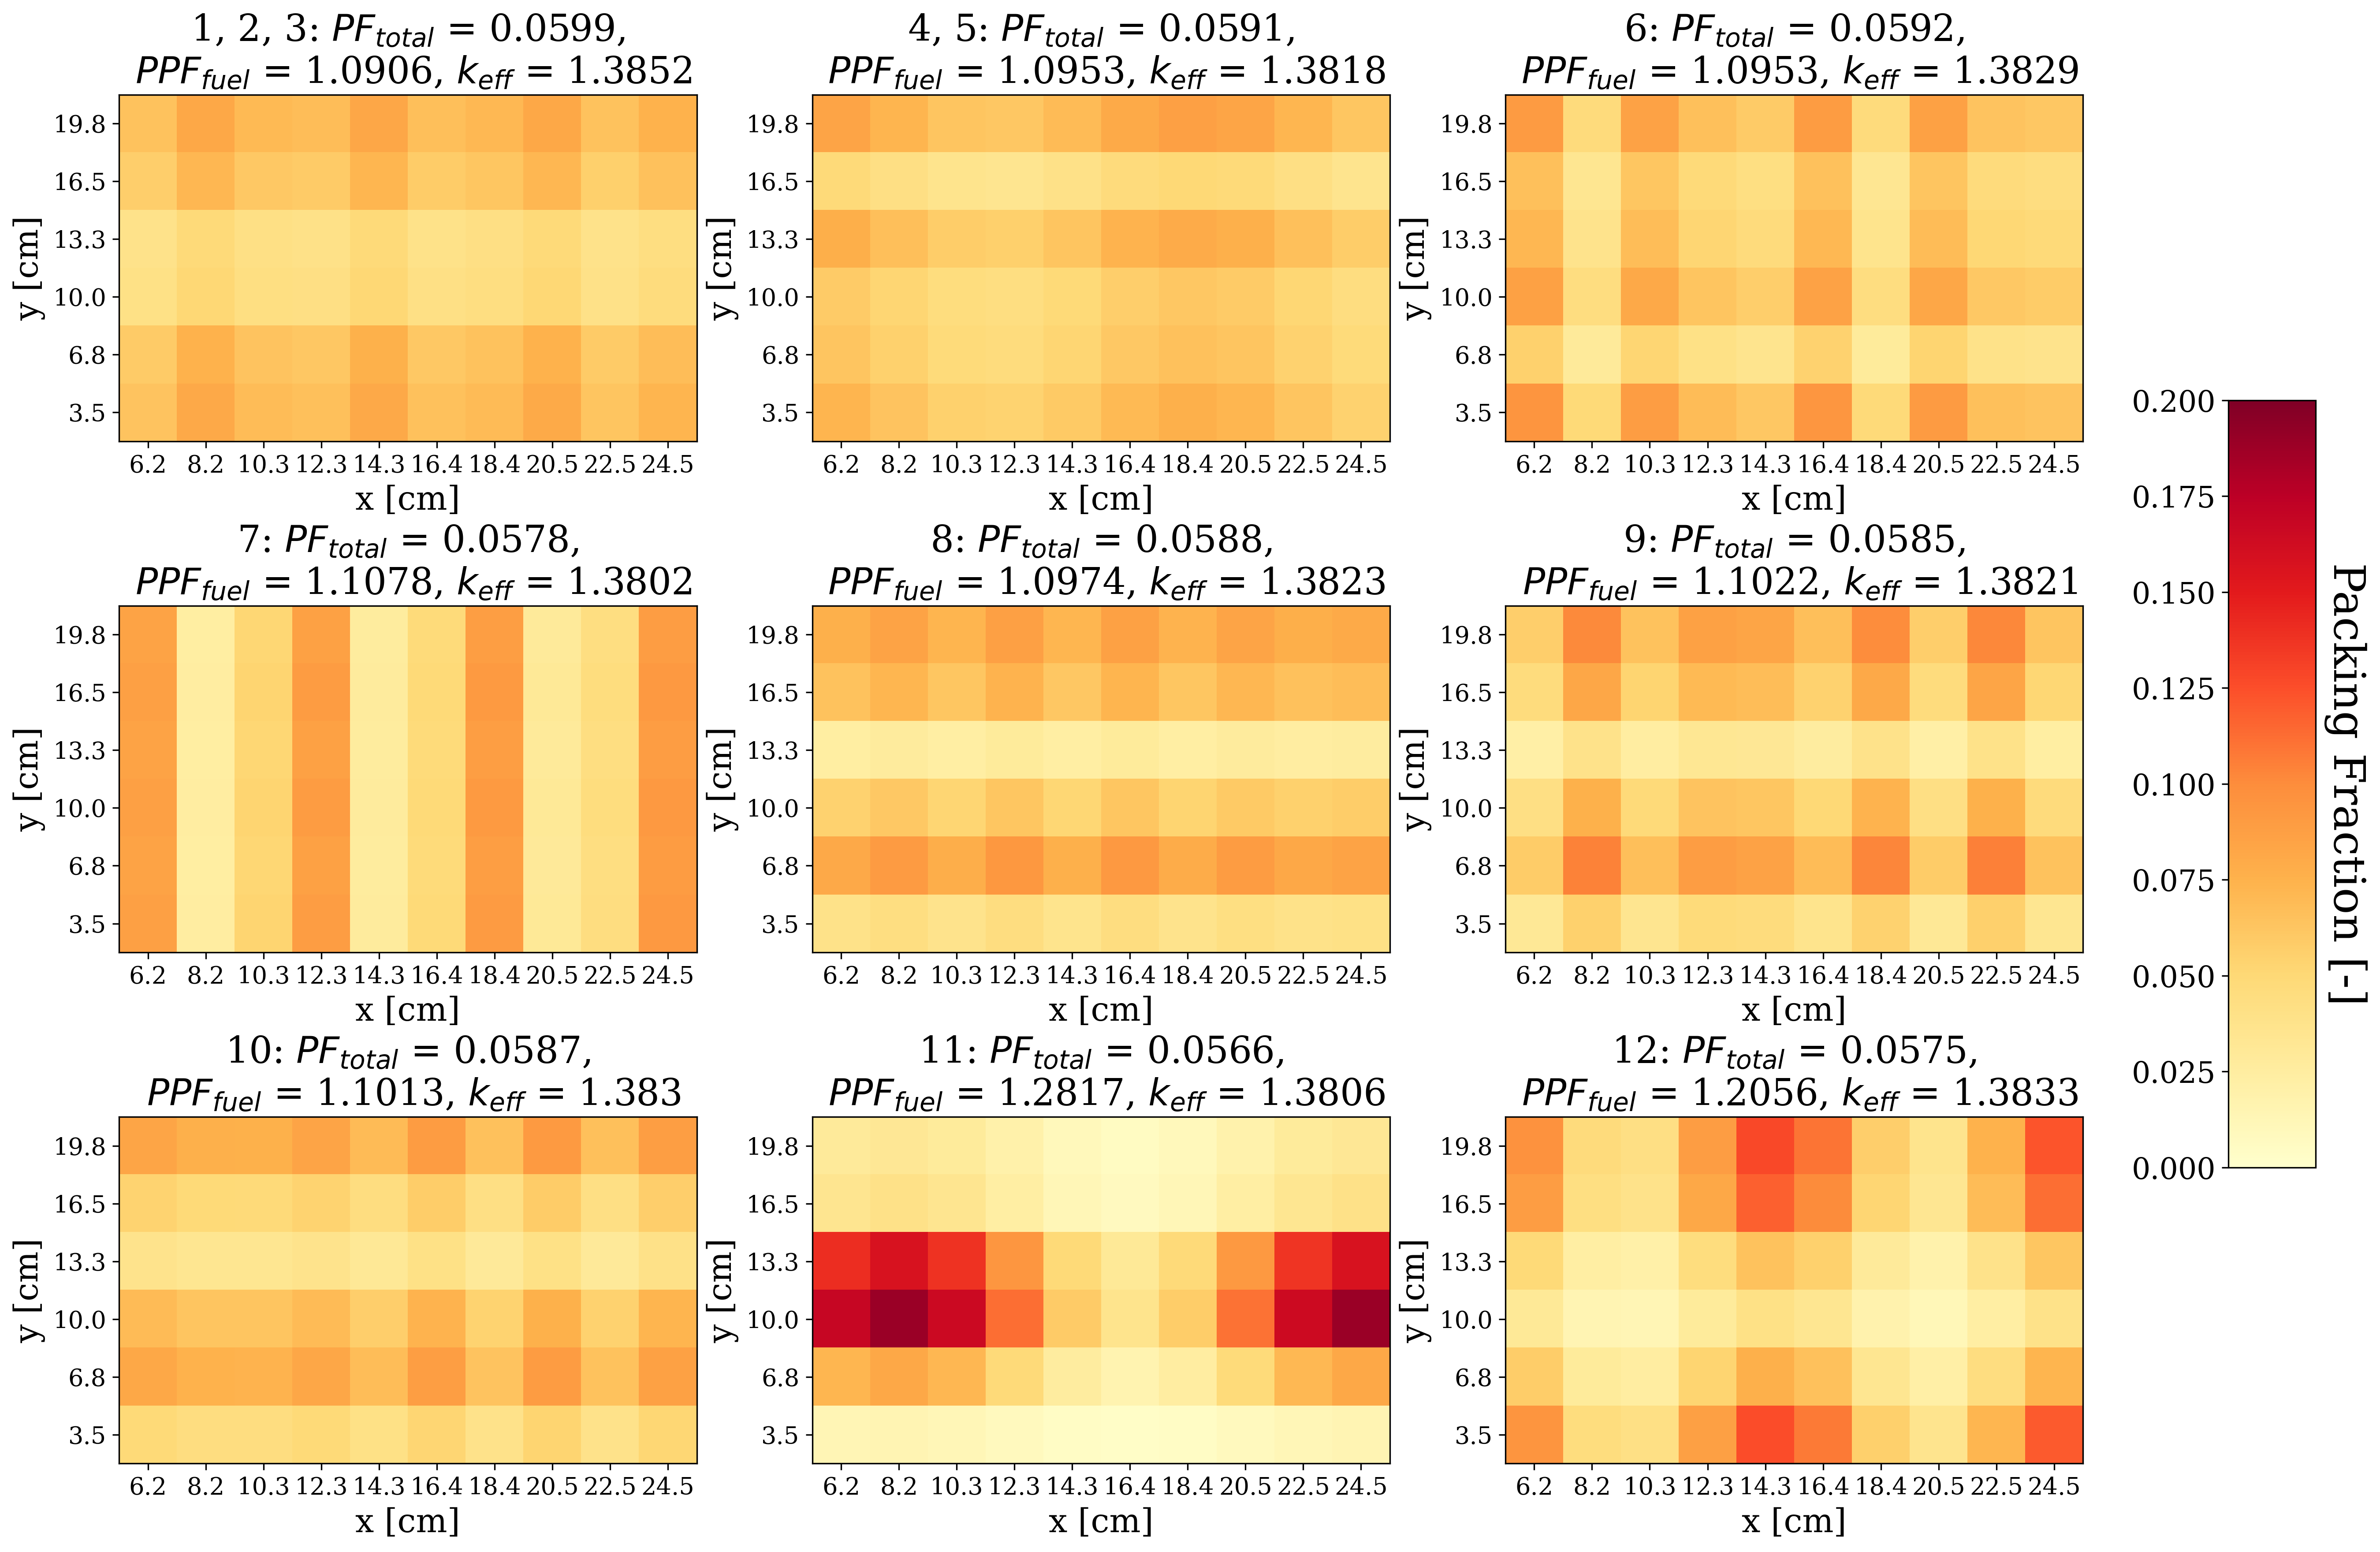 1, 2, 3: PF_total = 0.0599,
PPF_fuel = 1.0906, k_eff = 1.3852
y [cm]
19.8
16.5
13.3
10.0
6.8
3.5
6.2 8.2 10.3 12.3 14.3 16.4 18.4 20.5 22.5 24.5
x [cm]
4, 5: PF_total = 0.0591,
PPF_fuel = 1.0953, k_eff = 1.3818
y [cm]
19.8
16.5
13.3
10.0
6.8
3.5
6.2 8.2 10.3 12.3 14.3 16.4 18.4 20.5 22.5 24.5
x [cm]
6: PF_total = 0.0592,
PPF_fuel = 1.0953, k_eff = 1.3829
y [cm]
19.8
16.5
13.3
10.0
6.8
3.5
6.2 8.2 10.3 12.3 14.3 16.4 18.4 20.5 22.5 24.5
x [cm]
7: PF_total = 0.0578,
PPF_fuel = 1.1078, k_eff = 1.3802
y [cm]
19.8
16.5
13.3
10.0
6.8
3.5
6.2 8.2 10.3 12.3 14.3 16.4 18.4 20.5 22.5 24.5
x [cm]
8: PF_total = 0.0588,
PPF_fuel = 1.0974, k_eff = 1.3823
y [cm]
19.8
16.5
13.3
10.0
6.8
3.5
6.2 8.2 10.3 12.3 14.3 16.4 18.4 20.5 22.5 24.5
x [cm]
9: PF_total = 0.0585,
PPF_fuel = 1.1022, k_eff = 1.3821
y [cm]
19.8
16.5
13.3
10.0
6.8
3.5
6.2 8.2 10.3 12.3 14.3 16.4 18.4 20.5 22.5 24.5
x [cm]
10: PF_total = 0.0587,
PPF_fuel = 1.1013, k_eff = 1.383
y [cm]
19.8
16.5
13.3
10.0
6.8
3.5
6.2 8.2 10.3 12.3 14.3 16.4 18.4 20.5 22.5 24.5
x [cm]
11: PF_total = 0.0566,
PPF_fuel = 1.2817, k_eff = 1.3806
y [cm]
19.8
16.5
13.3
10.0
6.8
3.5
6.2 8.2 10.3 12.3 14.3 16.4 18.4 20.5 22.5 24.5
x [cm]
12: PF_total = 0.0575,
PPF_fuel = 1.2056, k_eff = 1.3833
y [cm]
19.8
16.5
13.3
10.0
6.8
3.5
6.2 8.2 10.3 12.3 14.3 16.4 18.4 20.5 22.5 24.5
x [cm]
0.200
0.175
0.150
0.125
0.100
0.075
0.050
0.025
0.000
Packing Fraction [-]